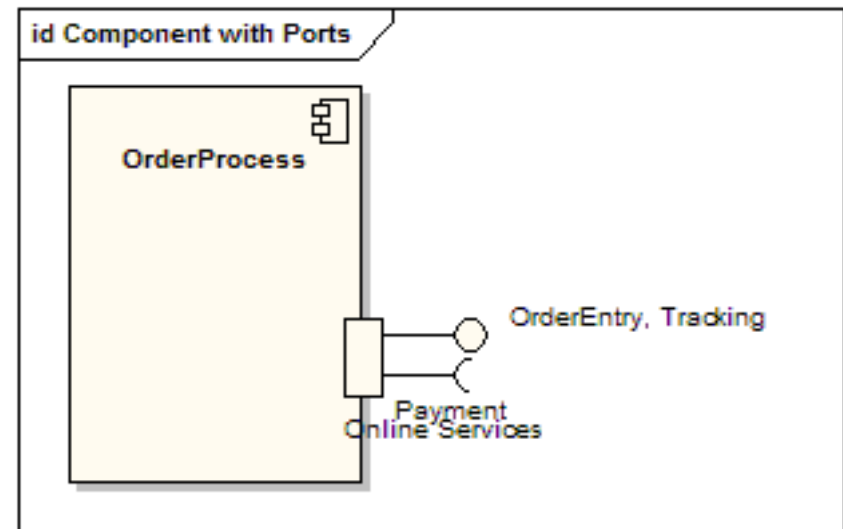 id Component with Ports
OrderProcess
OrderEntry, Tracking
Payment
Online Services